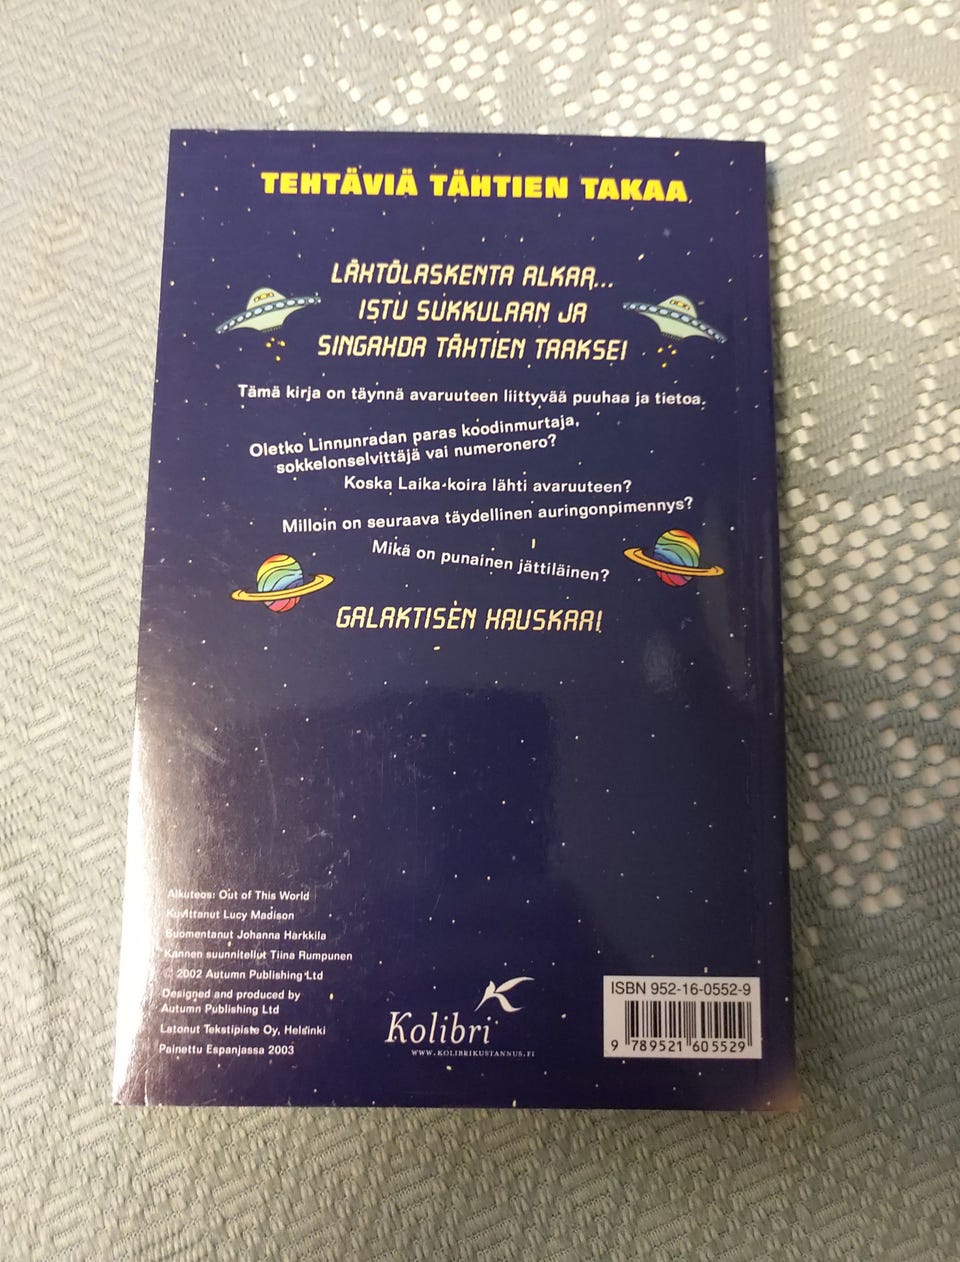 TEHTÄVIÄ TÄHTIEN TAKAA
LÄHTÖLASKENTA ALKAA...
ISTU SUKKULAAN JA
SINGAHDA TÄHTIEN TAAKSE!
Tämä kirja on täynnä avaruuteen liittyvää puuhaa ja tietoa.
Oletko Linnunradan paras koodinmurtaja,
sokkelonselvittäjä vai numeronero?
Koska Laika-koira lähti avaruuteen?
Milloin on seuraava täydellinen auringonpimennys?
Mikä on punainen jättiläinen?
GALAKTISEN HAUSKAA!
Alkuteos: Out of This World
Kuvittanut Lucy Madison
Suomentanut Johanna Harkkila
Kannen suunnitellut Tiina Rumpunen
© 2002 Autumn Publishing Ltd
Designed and produced by
Autumn Publishing Ltd
Latonut Tekstipiste Oy, Helsinki
Painettu Espanjassa 2003
Kolibri
WWW.KOLIBRIKUSTANNUS.FI
ISBN 952-16-0552-9
9 789521 605529